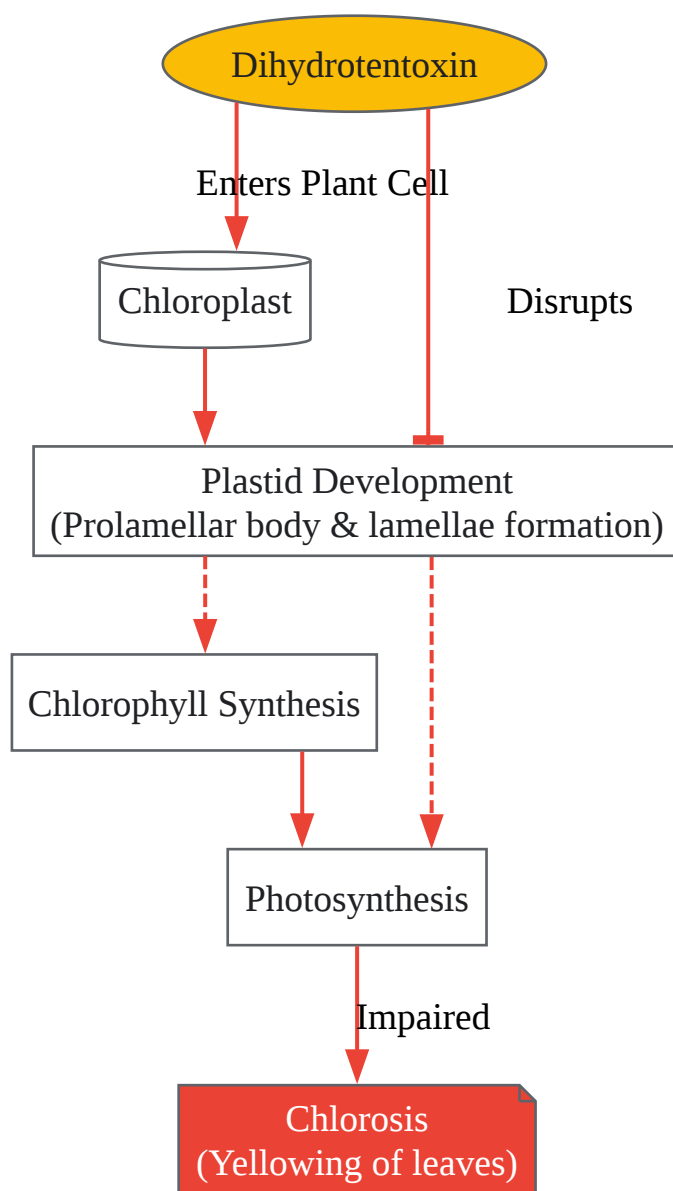 Dihydrotentoxin
Enters Plant Cell
Chloroplast
Disrupts
Plastid Development
(Prolamellar body & lamellae formation)
Chlorophyll Synthesis
Photosynthesis
Impaired
Chlorosis
(Yellowing of leaves)